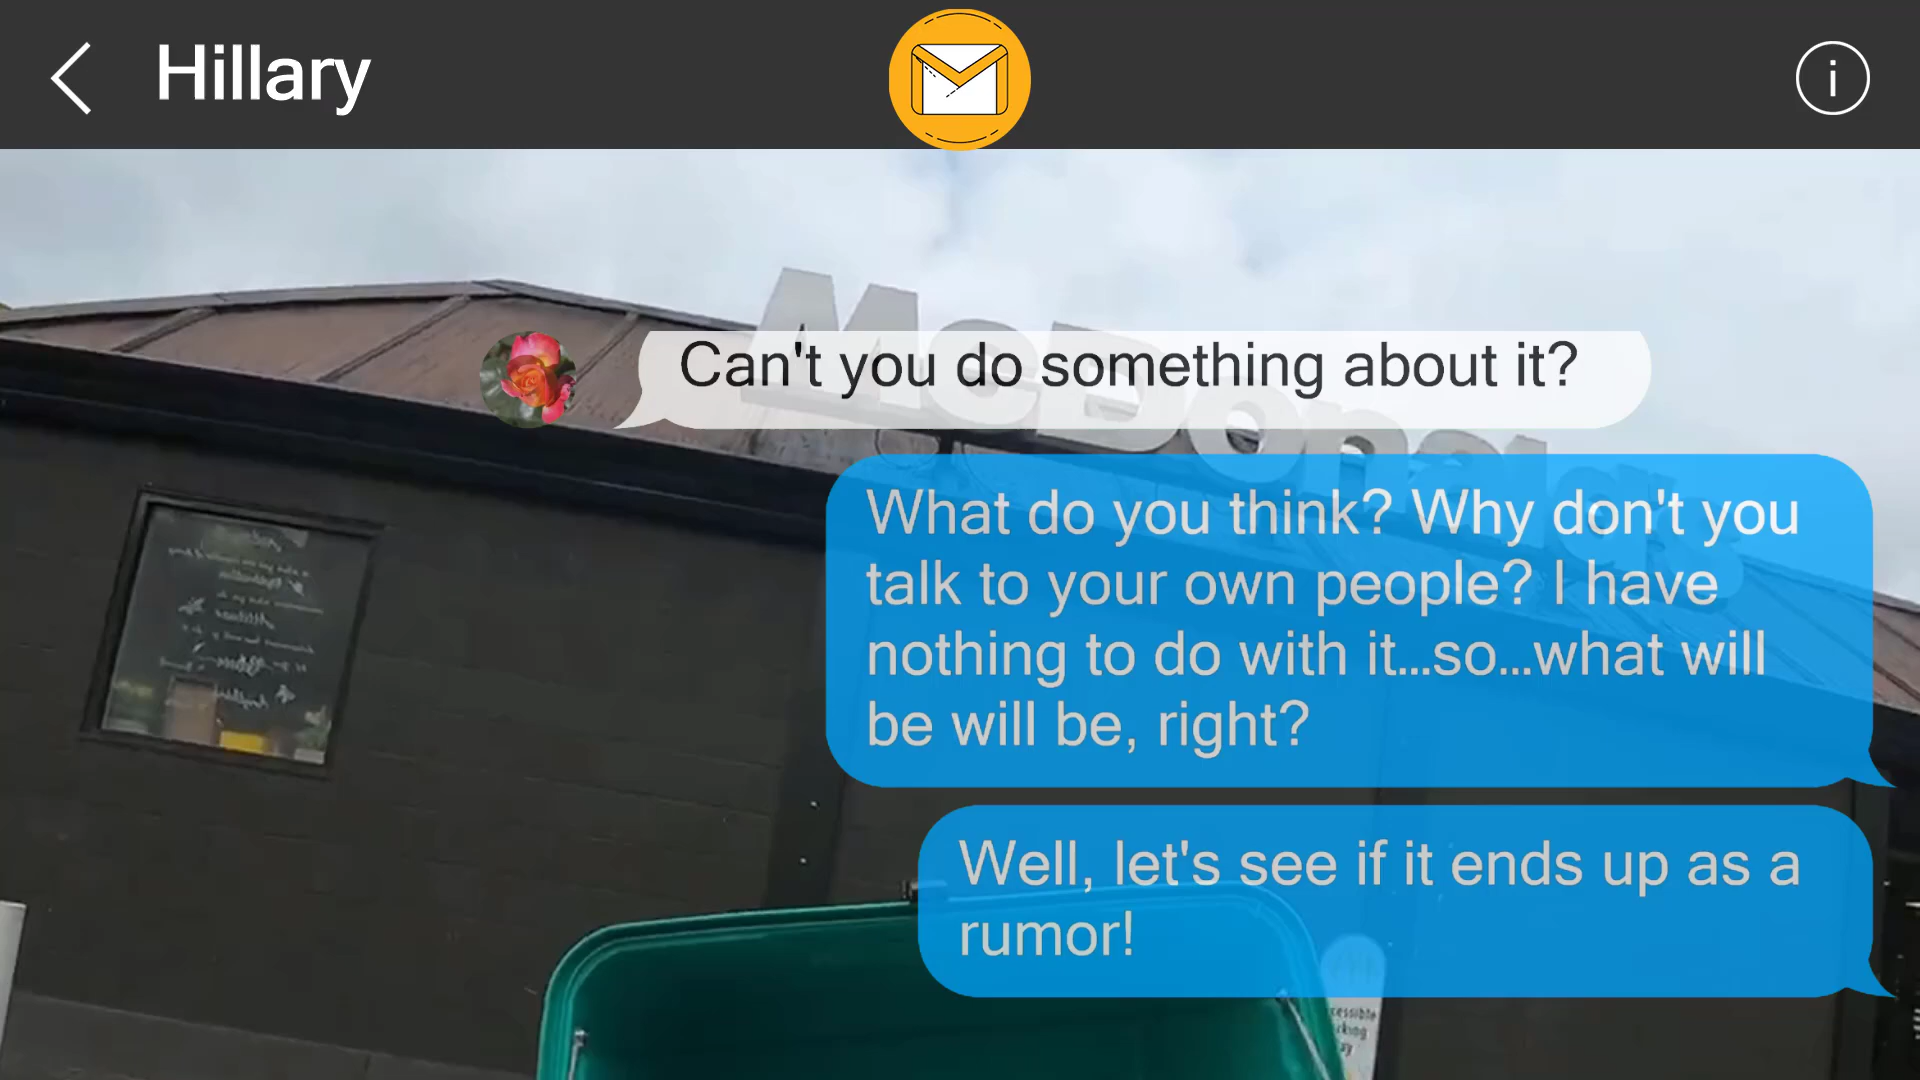 Hillary
i
McDonald's
Can't you do something about it?
What do you think? Why don't you
talk to your own people? I have
nothing to do with it...so...what will
be will be, right?
Well, let's see if it ends up as a
rumor!